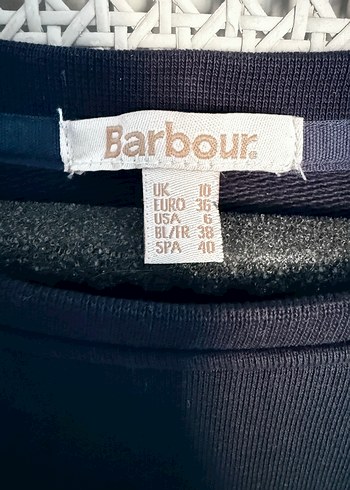 Barbour.
UK 10
EURO 36
USA 6
BL/FR 38
SPA 40